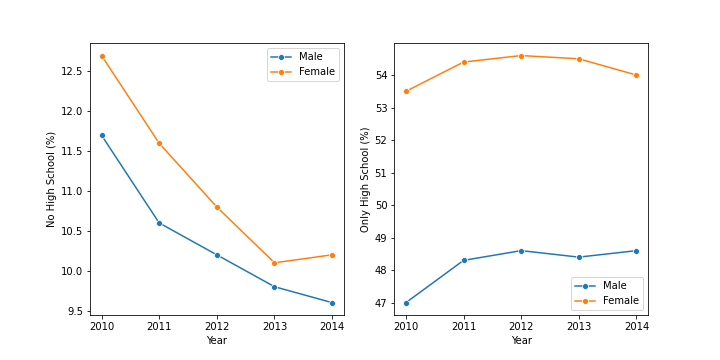 No High School (%)
12.5
12.0
11.5
11.0
10.5
10.0
9.5
2010 2011 2012 2013 2014
Year
Male
Female
Only High School (%)
54
53
52
51
50
49
48
47
2010 2011 2012 2013 2014
Year
Male
Female